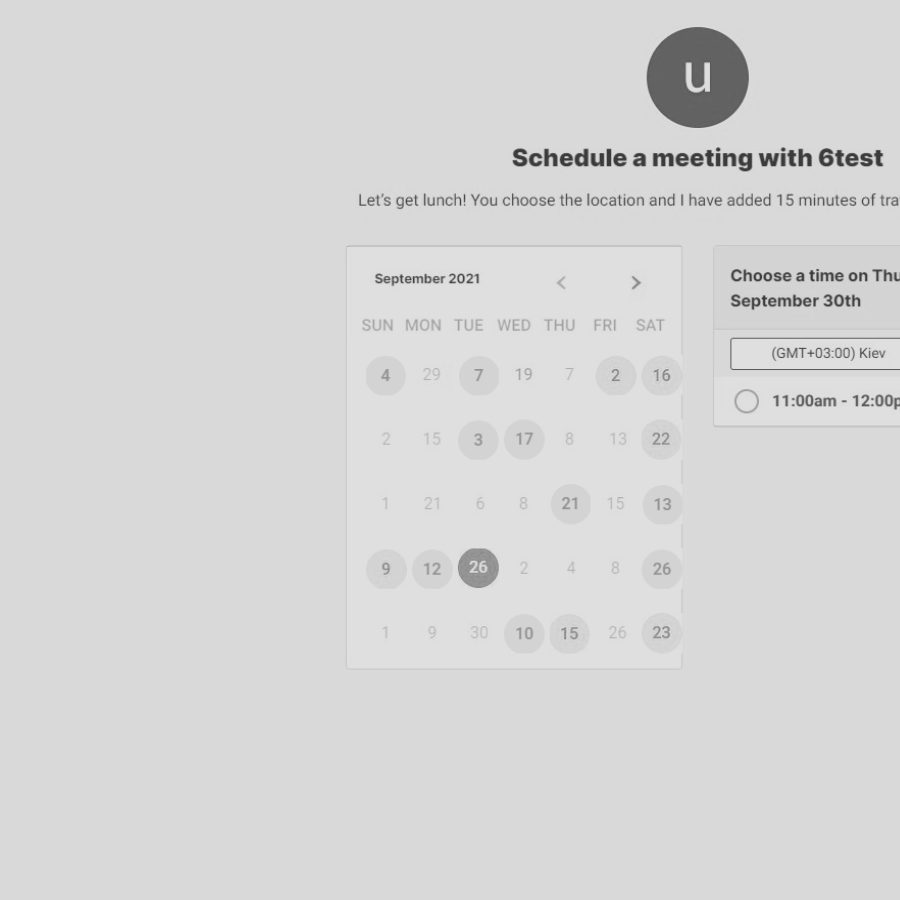 u
Schedule a meeting with 6test
Let's get lunch! You choose the location and I have added 15 minutes of
September 2021
SUN MON TUE WED THU FRI SAT
4 29 7 19 7 2 16
2 15 3 17 8 13 22
1 21 6 8 21 15 13
9 12 26 2 4 8 26
1 9 30 10 15 26 23
Choose a time on Thu
September 30th
(GMT+03:00) Kiev
11:00am - 12:00p